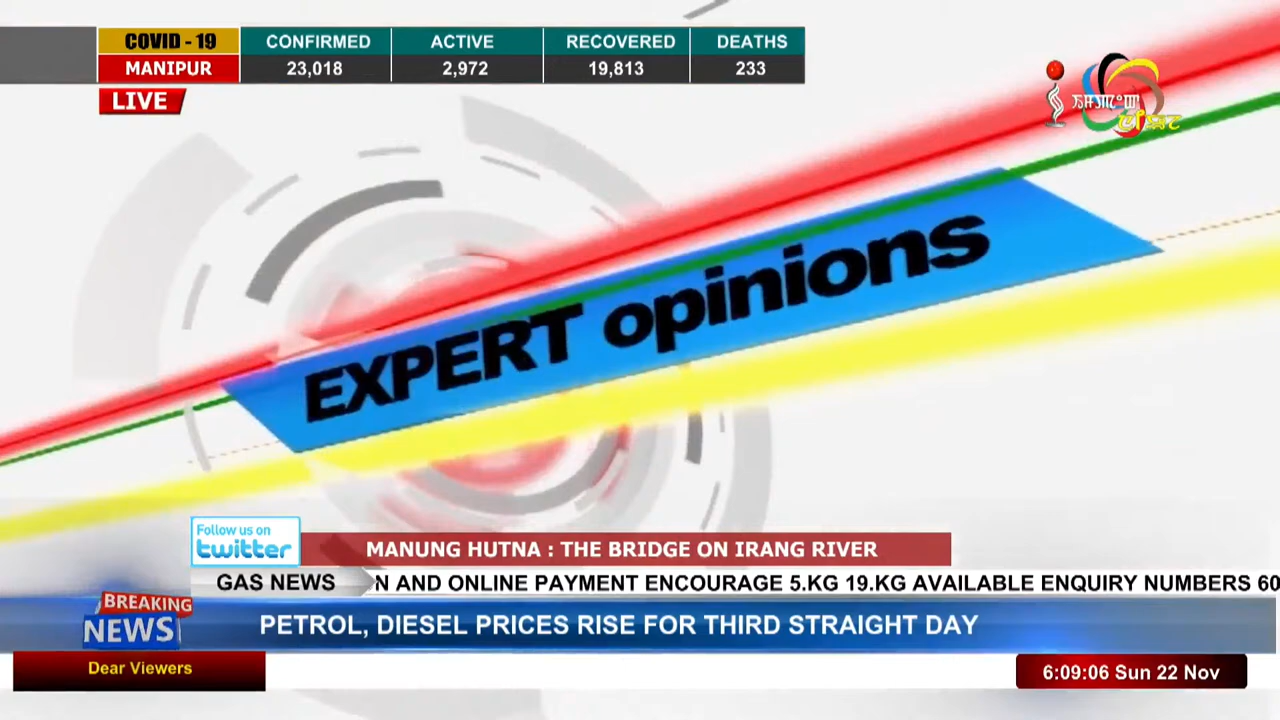 COVID - 19 CONFIRMED ACTIVE RECOVERED DEATHS
MANIPUR 23,018 2,972 19,813 233
LIVE
EXPERT opinions
Follow us on
twitter
MANUNG HUTNA : THE BRIDGE ON IRANG RIVER
GAS NEWS N AND ONLINE PAYMENT ENCOURAGE 5.KG 19.KG AVAILABLE ENQUIRY NUMBERS 60
BREAKING
NEWS
PETROL, DIESEL PRICES RISE FOR THIRD STRAIGHT DAY
Dear Viewers
6:09:06 Sun 22 Nov